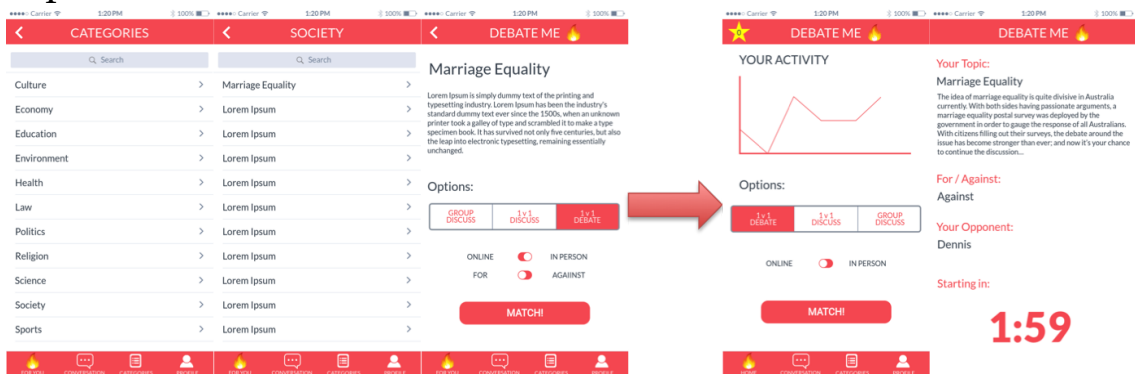 Carrier 1:20 PM 100%
CATEGORIES
Search
Culture
Economy
Education
Environment
Health
Law
Politics
Religion
Science
Society
Sports
FOR YOU CONVERSATION CATEGORIES PROFILE
Carrier 1:20 PM 100%
SOCIETY
Search
Marriage Equality
Lorem Ipsum
Lorem Ipsum
Lorem Ipsum
Lorem Ipsum
Lorem Ipsum
Lorem Ipsum
Lorem Ipsum
Lorem Ipsum
Lorem Ipsum
Lorem Ipsum
FOR YOU CONVERSATION CATEGORIES PROFILE
Carrier 1:20 PM 100%
DEBATE ME
Marriage Equality
Lorem Ipsum is simply dummy text of the printing and
typesetting industry. Lorem Ipsum has been the industry's
standard dummy text ever since the 1500s, when an unknown
printer took a galley of type and scrambled it to make a type
specimen book. It has survived not only five centuries, but also
the leap into electronic typesetting, remaining essentially
unchanged.
Options:
GROUP DISCUSS 1 v 1 DISCUSS 1 v 1 DEBATE
ONLINE IN PERSON
FOR AGAIINST
MATCH!
FOR YOU CONVERSATION CATEGORIES PROFILE
Carrier 1:20 PM 100%
0 DEBATE ME
YOUR ACTIVITY
Options:
1 v 1 DEBATE 1 v 1 DISCUSS GROUP DISCUSS
ONLINE IN PERSON
MATCH!
HOME CONVERSATION CATEGORIES PROFILE
Carrier 1:20 PM 100%
DEBATE ME
Your Topic:
Marriage Equality
The idea of marriage equality is quite divisive in Australia
currently. With both sides having passionate arguments, a
marriage equality postal survey was deployed by the
government in order to gauge the response of all Australians.
With citizens filling out their surveys, the debate around the
issue has become stronger than ever; and now it's your chance
to continue the discussion...
For / Against:
Against
Your Opponent:
Dennis
Starting in:
1:59